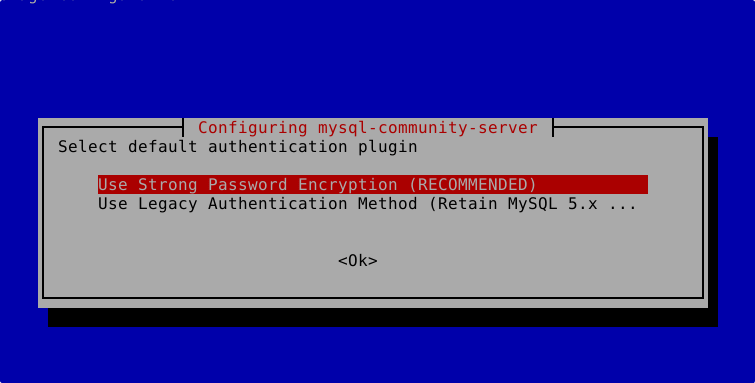 Configuring mysql-community-server
Select default authentication plugin
Use Strong Password Encryption (RECOMMENDED)
Use Legacy Authentication Method (Retain MySQL 5.x ...
<Ok>